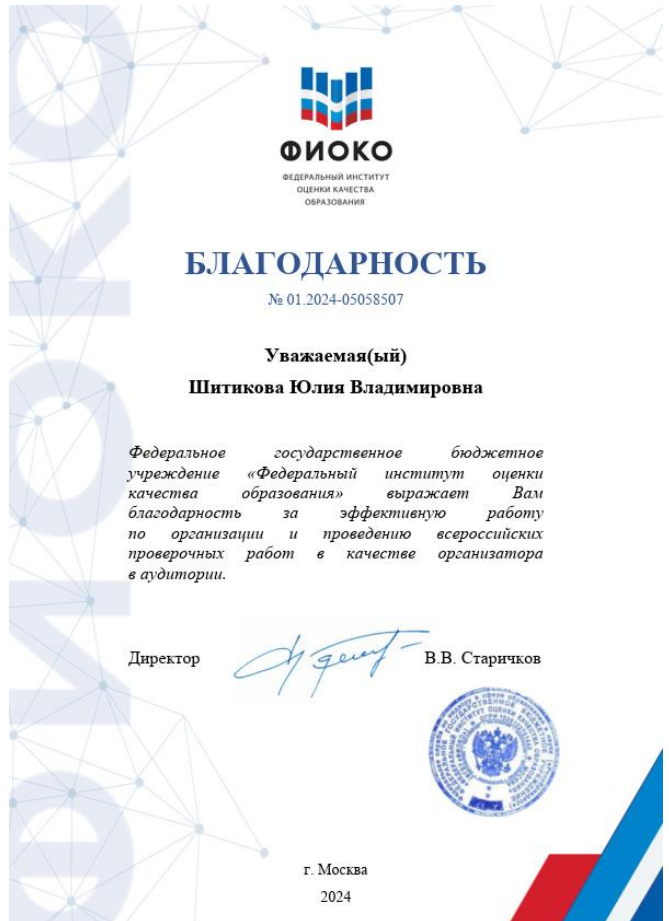 ФИОКО
ФЕДЕРАЛЬНЫЙ ИНСТИТУТ
ОЦЕНКИ КАЧЕСТВА
ОБРАЗОВАНИЯ
БЛАГОДАРНОСТЬ
№ 01.2024-05058507
Уважаемая(ый)
Шитикова Юлия Владимировна
Федеральное государственное бюджетное
учреждение «Федеральный институт оценки
качества образования» выражает Вам
благодарность за эффективную работу
по организации и проведению всероссийских
проверочных работ в качестве организатора
в аудитории.
Директор В.В. Старичков
г. Москва
2024
ФИОКО